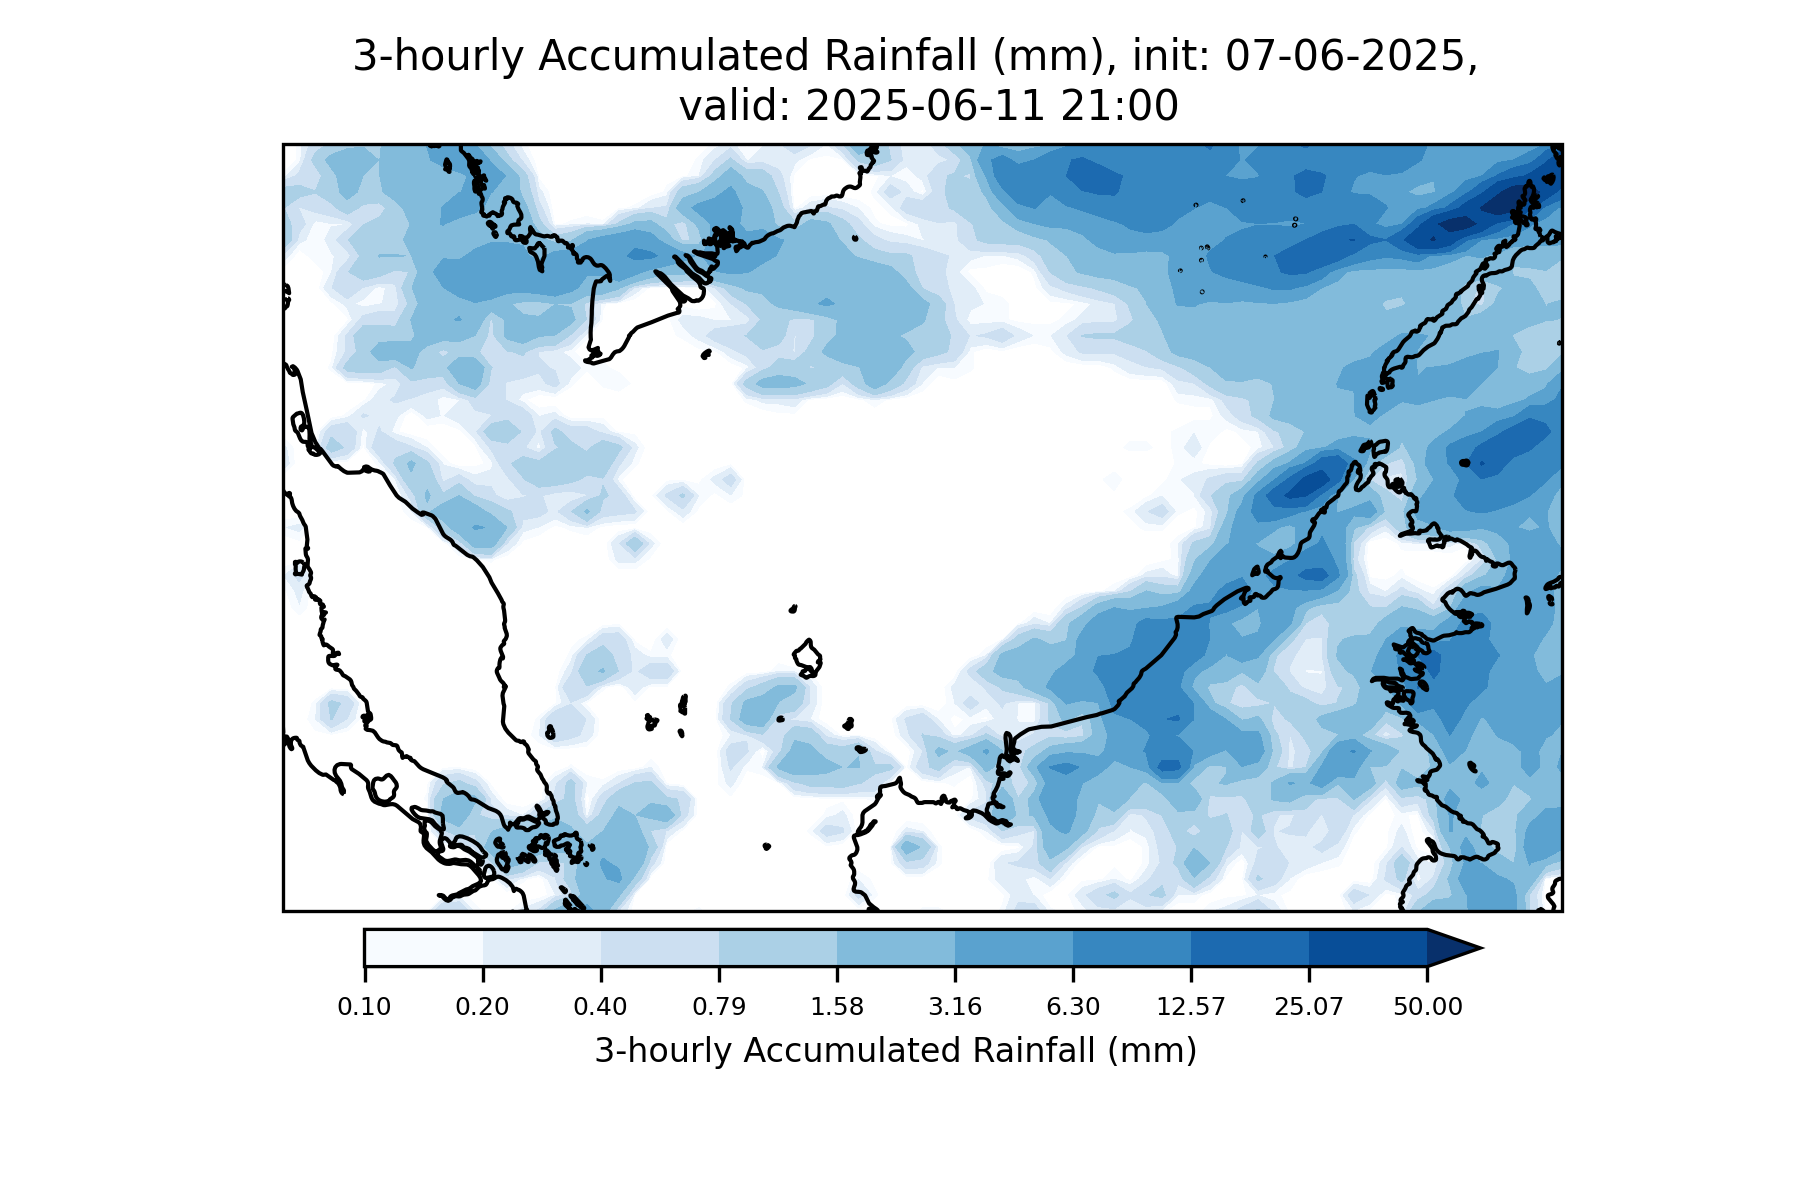 3-hourly Accumulated Rainfall (mm), init: 07-06-2025,
valid: 2025-06-11 21:00
0.10 0.20 0.40 0.79 1.58 3.16 6.30 12.57 25.07 50.00
3-hourly Accumulated Rainfall (mm)